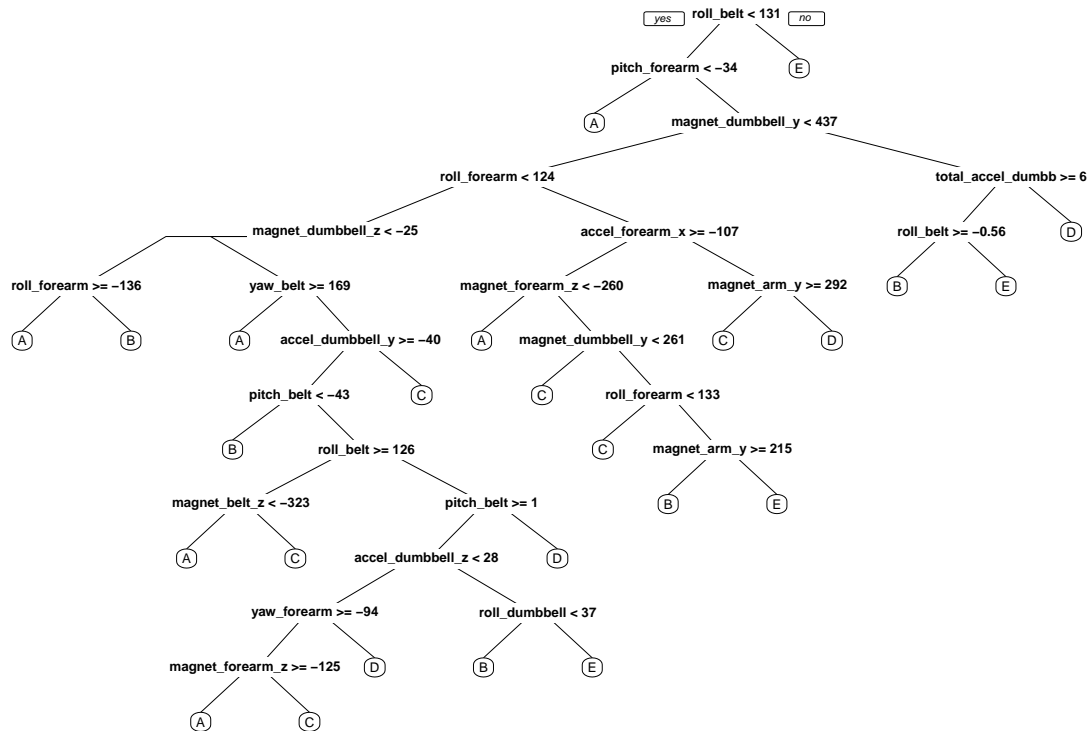 yes roll_belt < 131 no
pitch_forearm < −34 E
A magnet_dumbbell_y < 437
roll_forearm < 124 total_accel_dumbb >= 6
magnet_dumbbell_z < −25 accel_forearm_x >= −107 roll_belt >= −0.56 D
roll_forearm >= −136 yaw_belt >= 169 magnet_forearm_z < −260 magnet_arm_y >= 292 B E
A B A accel_dumbbell_y >= −40 A magnet_dumbbell_y < 261 C D
pitch_belt < −43 C C roll_forearm < 133
B roll_belt >= 126 C magnet_arm_y >= 215
magnet_belt_z < −323 pitch_belt >= 1 B E
A C accel_dumbbell_z < 28 D
yaw_forearm >= −94 roll_dumbbell < 37
magnet_forearm_z >= −125 D B E
A C